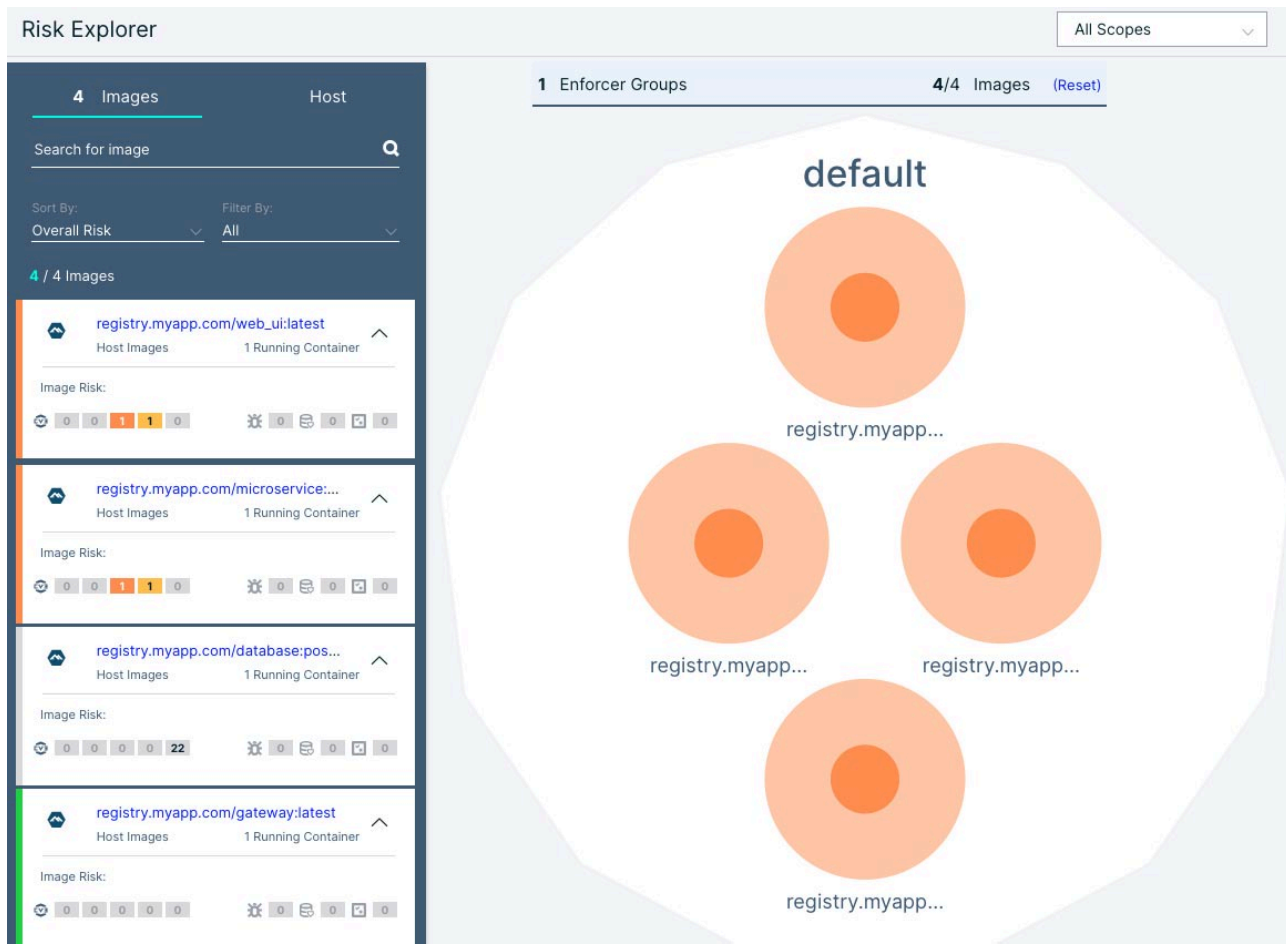 Risk Explorer
All Scopes
4 Images
Host
Search for image
Sort By:
Filter By:
Overall Risk
All
4 / 4 Images
registry.myapp.com/web_ui:latest
Host Images 1 Running Container
Image Risk:
0 0 1 1 0 0 0 0
registry.myapp.com/microservice:...
Host Images 1 Running Container
Image Risk:
0 0 1 1 0 0 0 0
registry.myapp.com/database:pos...
Host Images 1 Running Container
Image Risk:
0 0 0 0 22 0 0 0
registry.myapp.com/gateway:latest
Host Images 1 Running Container
Image Risk:
0 0 0 0 0 0 0 0
1 Enforcer Groups 4/4 Images (Reset)
default
registry.myapp...
registry.myapp...
registry.myapp...
registry.myapp...